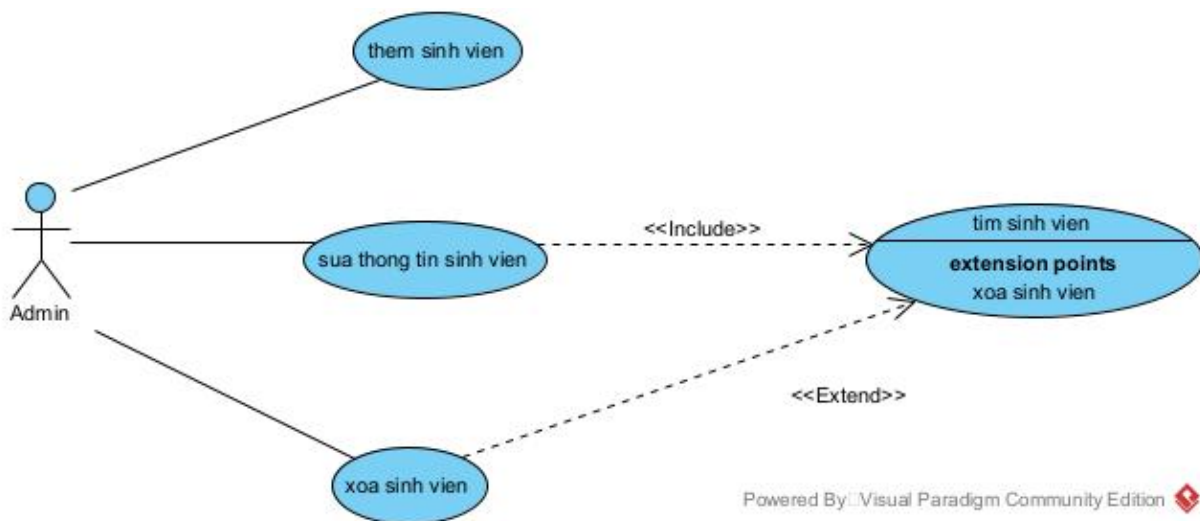 them sinh vien
Admin
sua thong tin sinh vien
<<Include>>
tim sinh vien
extension points
xoa sinh vien
<<Extend>>
xoa sinh vien
Powered By Visual Paradigm Community Edition